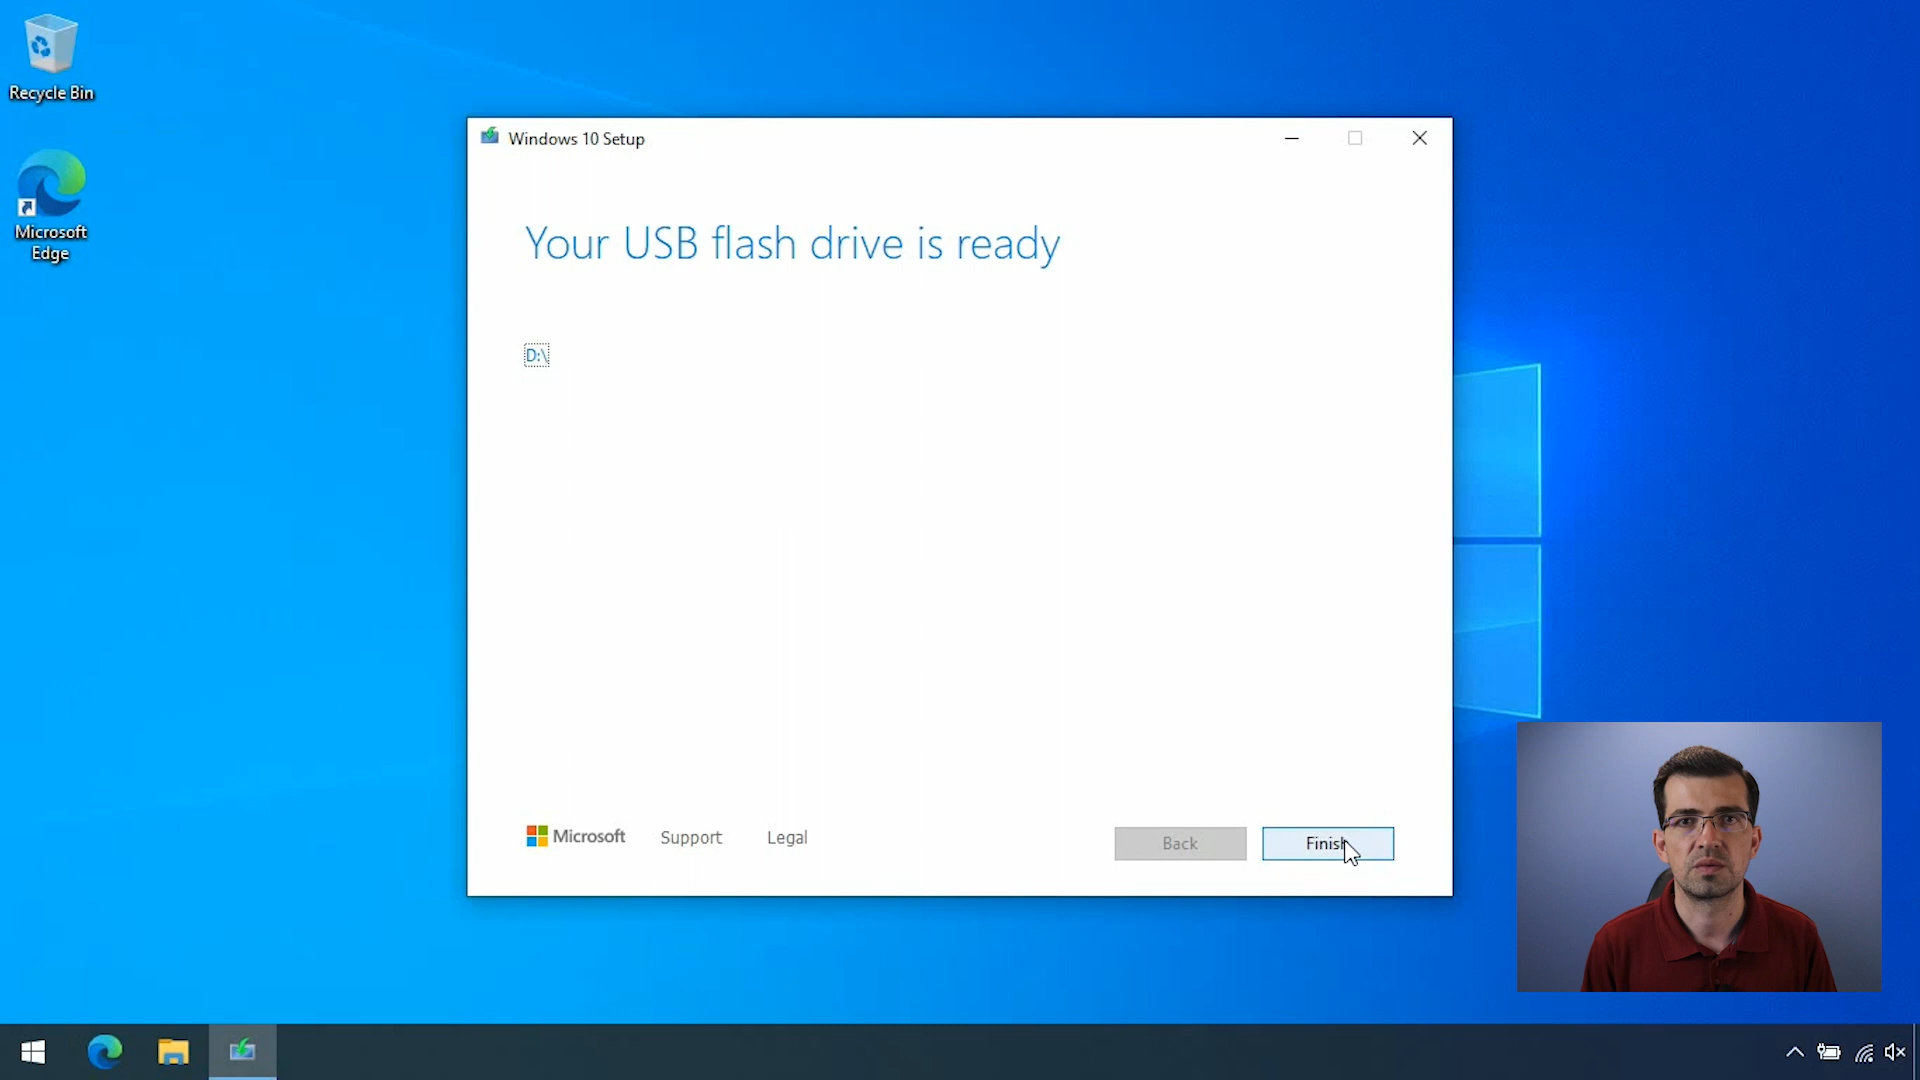 Recycle Bin
Microsoft
Edge
Windows 10 Setup
Your USB flash drive is ready
D:\
Microsoft
Support
Legal
Back
Finish